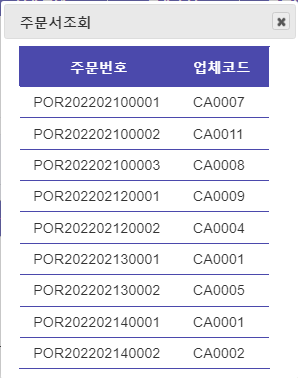 주문서조회
주문번호 업체코드
POR202202100001 CA0007
POR202202100002 CA0011
POR202202100003 CA0008
POR202202120001 CA0009
POR202202120002 CA0004
POR202202130001 CA0001
POR202202130002 CA0005
POR202202140001 CA0001
POR202202140002 CA0002